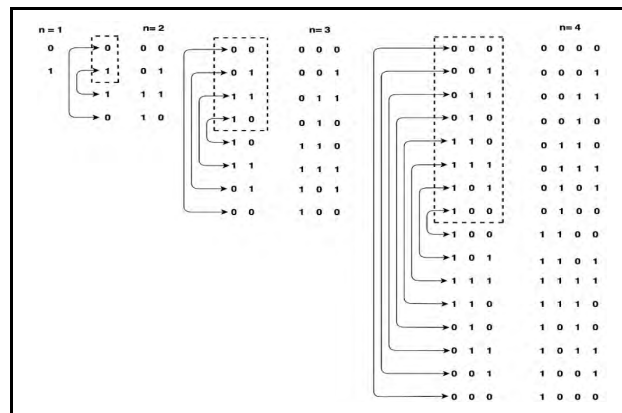 n = 1 n= 2 n= 3 n= 4
0 0 0 0 0 0 0 0 0 0 0 0 0 0 0 0
1 1 0 1 0 1 0 0 1 0 0 1 0 0 0 1
1 1 1 1 1 0 1 1 0 1 1 0 0 1 1
0 1 0 1 0 0 1 0 0 1 0 0 0 1 0
1 0 1 1 0 1 1 0 0 1 1 0
1 1 1 1 1 1 1 1 0 1 1 1
0 1 1 0 1 1 0 1 0 1 0 1
0 0 1 0 0 1 0 0 0 1 0 0
1 0 0 1 1 0 0
1 0 1 1 1 0 1
1 1 1 1 1 1 1
1 1 0 1 1 1 0
0 1 0 1 0 1 0
0 1 1 1 0 1 1
0 0 1 1 0 0 1
0 0 0 1 0 0 0